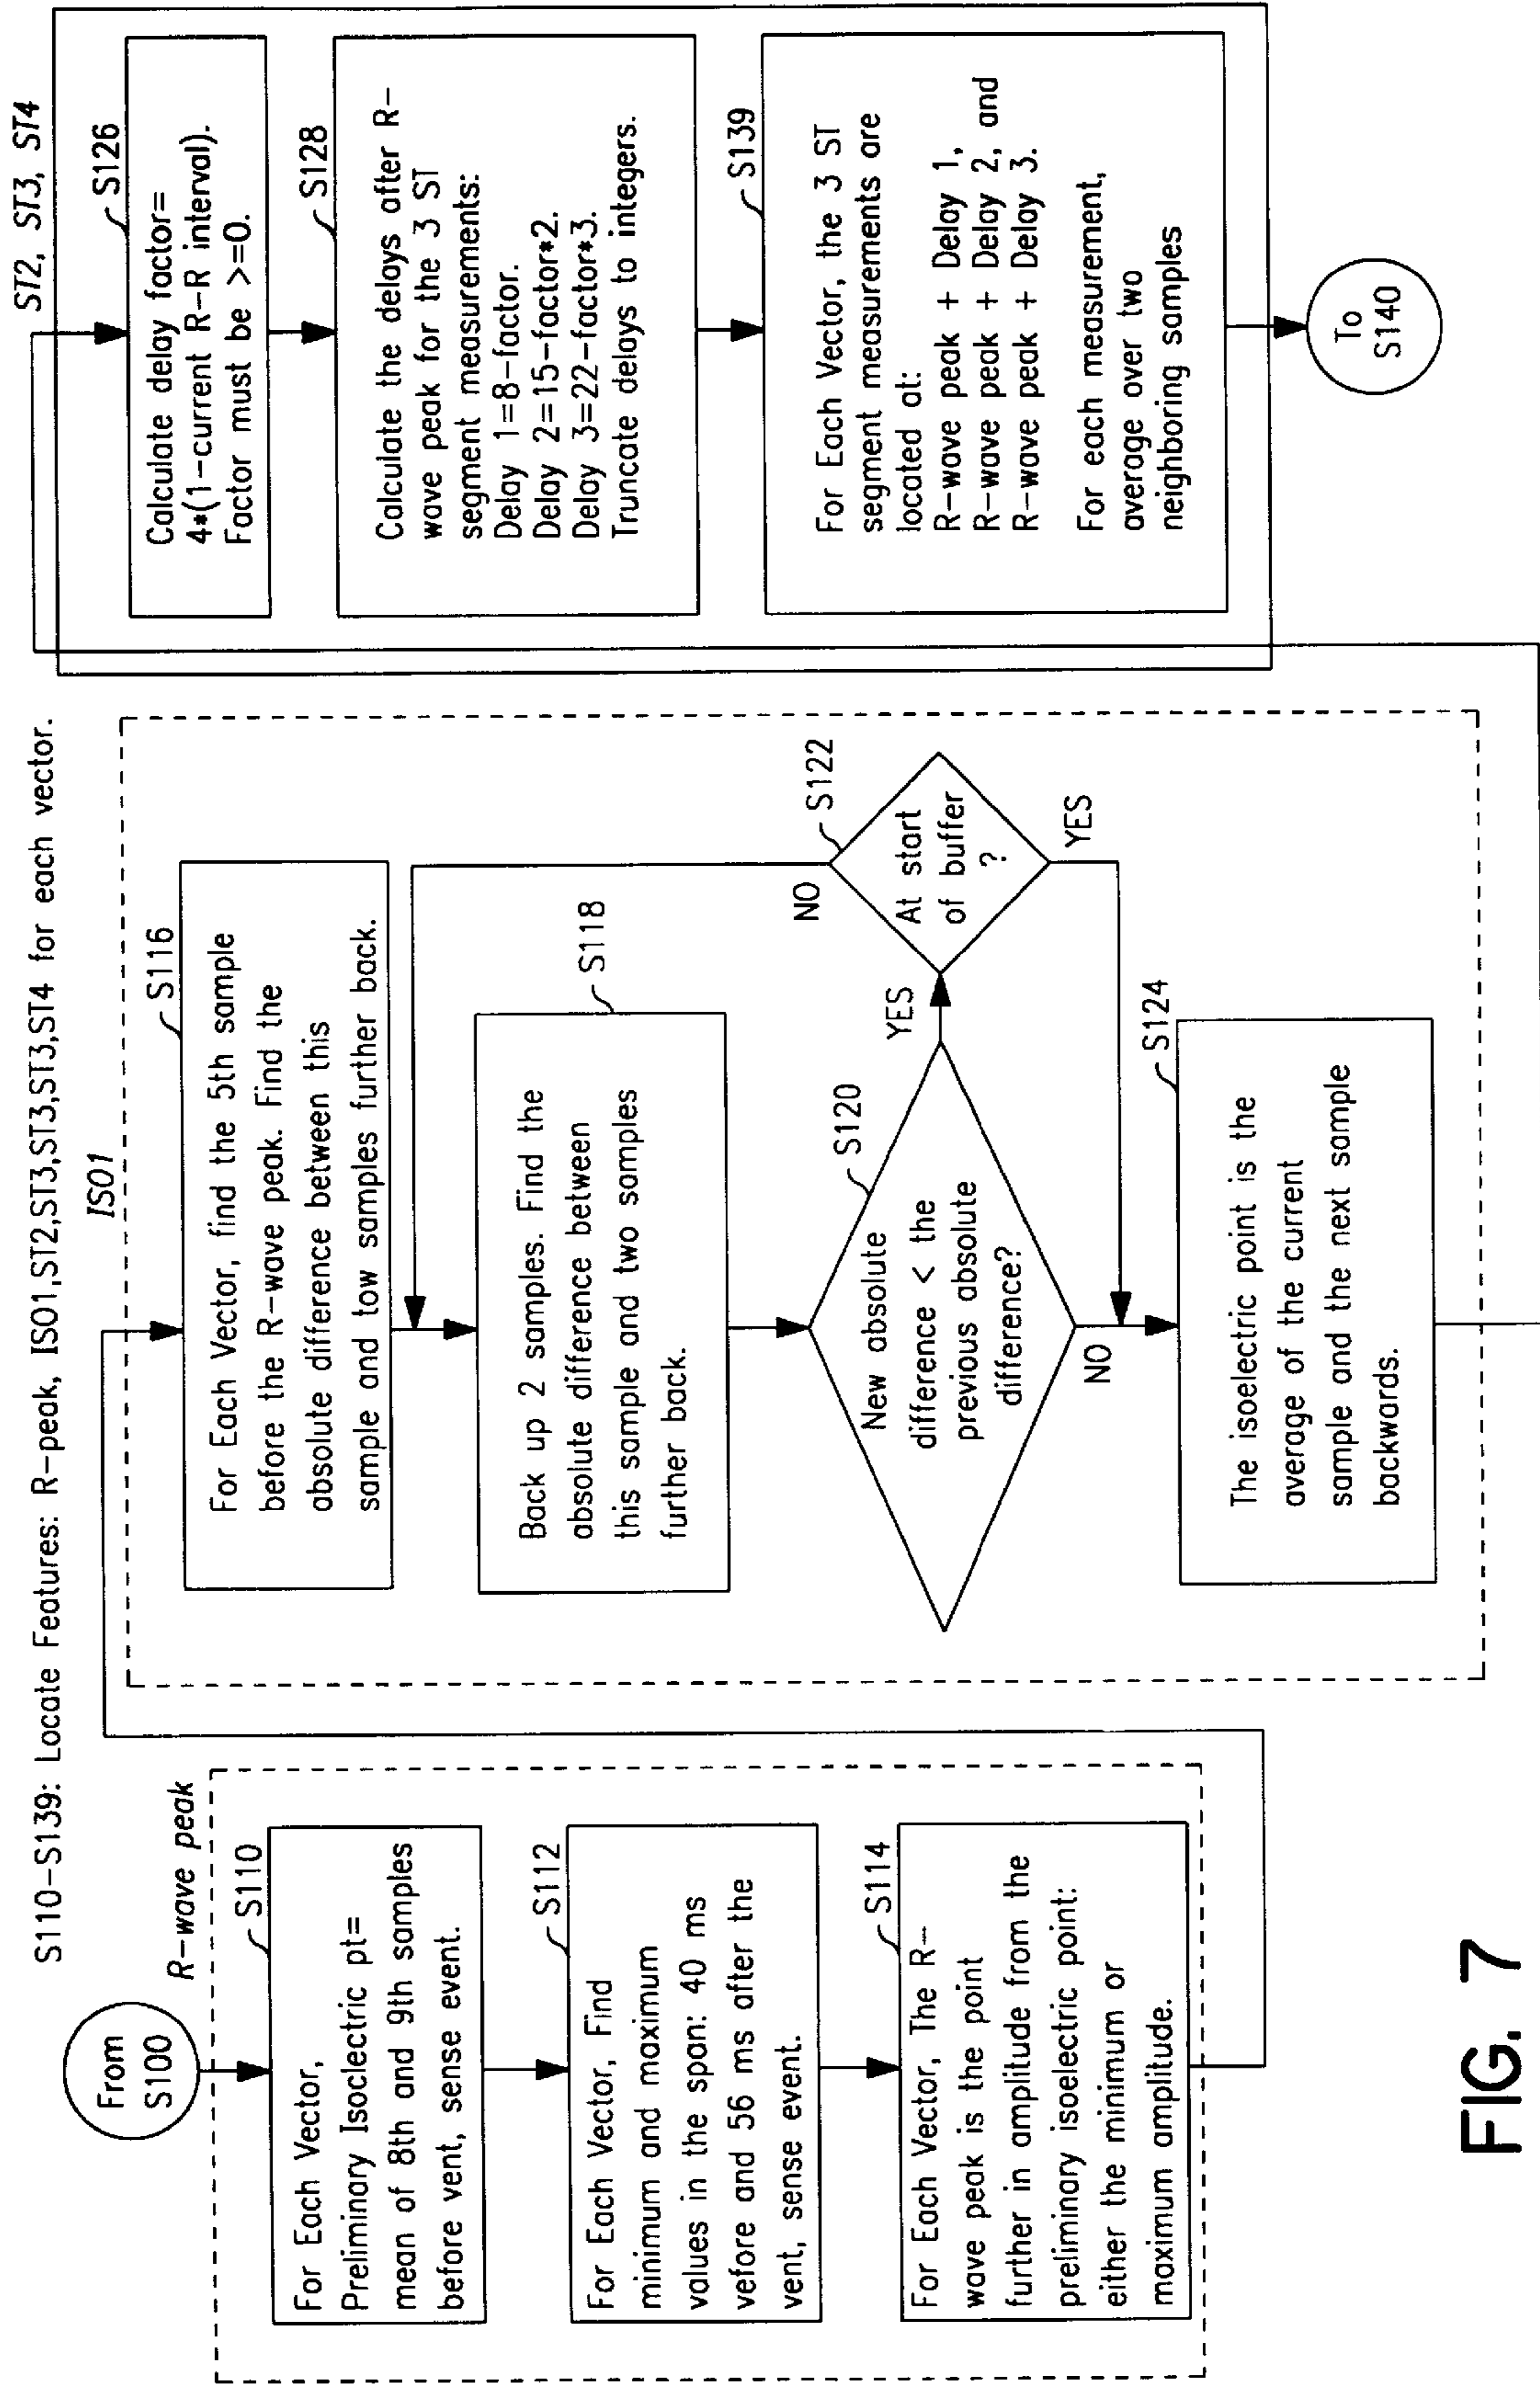 S110-S139: Locate Features: R-peak, ISO1,ST2,ST3,ST3,ST4 for each vector.
From
S100
R-wave peak
S110
For Each Vector,
Preliminary Isoclectric pt=
mean of 8th and 9th samples
before vent, sense event.
S112
For Each Vector, Find
minimum and maximum
values in the span: 40 ms
vefore and 56 ms after the
vent, sense event.
S114
For Each Vector, The R-
wave peak is the point
further in amplitude from the
preliminary isoelectric point:
either the minimum or
maximum amplitude.
ISO1
S116
For Each Vector, find the 5th sample
before the R-wave peak. Find the
absolute difference between this
sample and tow samples further back.
S118
Back up 2 samples. Find the
absolute difference between
this sample and two samples
further back.
S120
New absolute
difference < the
previous absolute
difference?
YES
NO
S122
At start
of buffer
?
NO
YES
S124
The isoelectric point is the
average of the current
sample and the next sample
backwards.
ST2, ST3, ST4
S126
Calculate delay factor=
4*(1-current R-R interval).
Factor must be >=0.
S128
Calculate the delays after R-
wave peak for the 3 ST
segment measurements:
Delay 1=8-factor.
Delay 2=15-factor*2.
Delay 3=22-factor*3.
Truncate delays to integers.
S139
For Each Vector, the 3 ST
segment measurements are
located at:
R-wave peak + Delay 1,
R-wave peak + Delay 2, and
R-wave peak + Delay 3.
For each measurement,
average over two
neighboring samples
To
S140
FIG. 7